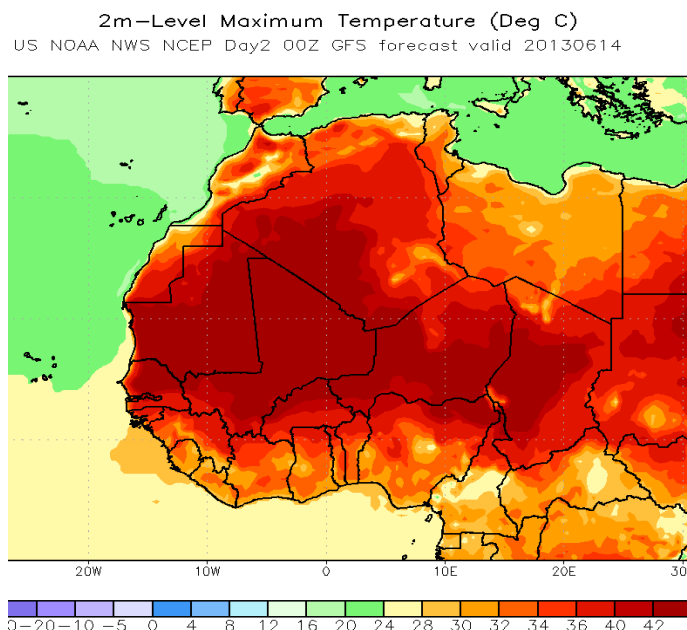 2m-Level Maximum Temperature (Deg C)
US NOAA NWS NCEP Day2 00Z GFS forecast valid 20130614
20W 10W 0 10E 20E 30
0 -20 -10 -5 0 4 8 12 16 20 24 28 30 32 34 36 40 42